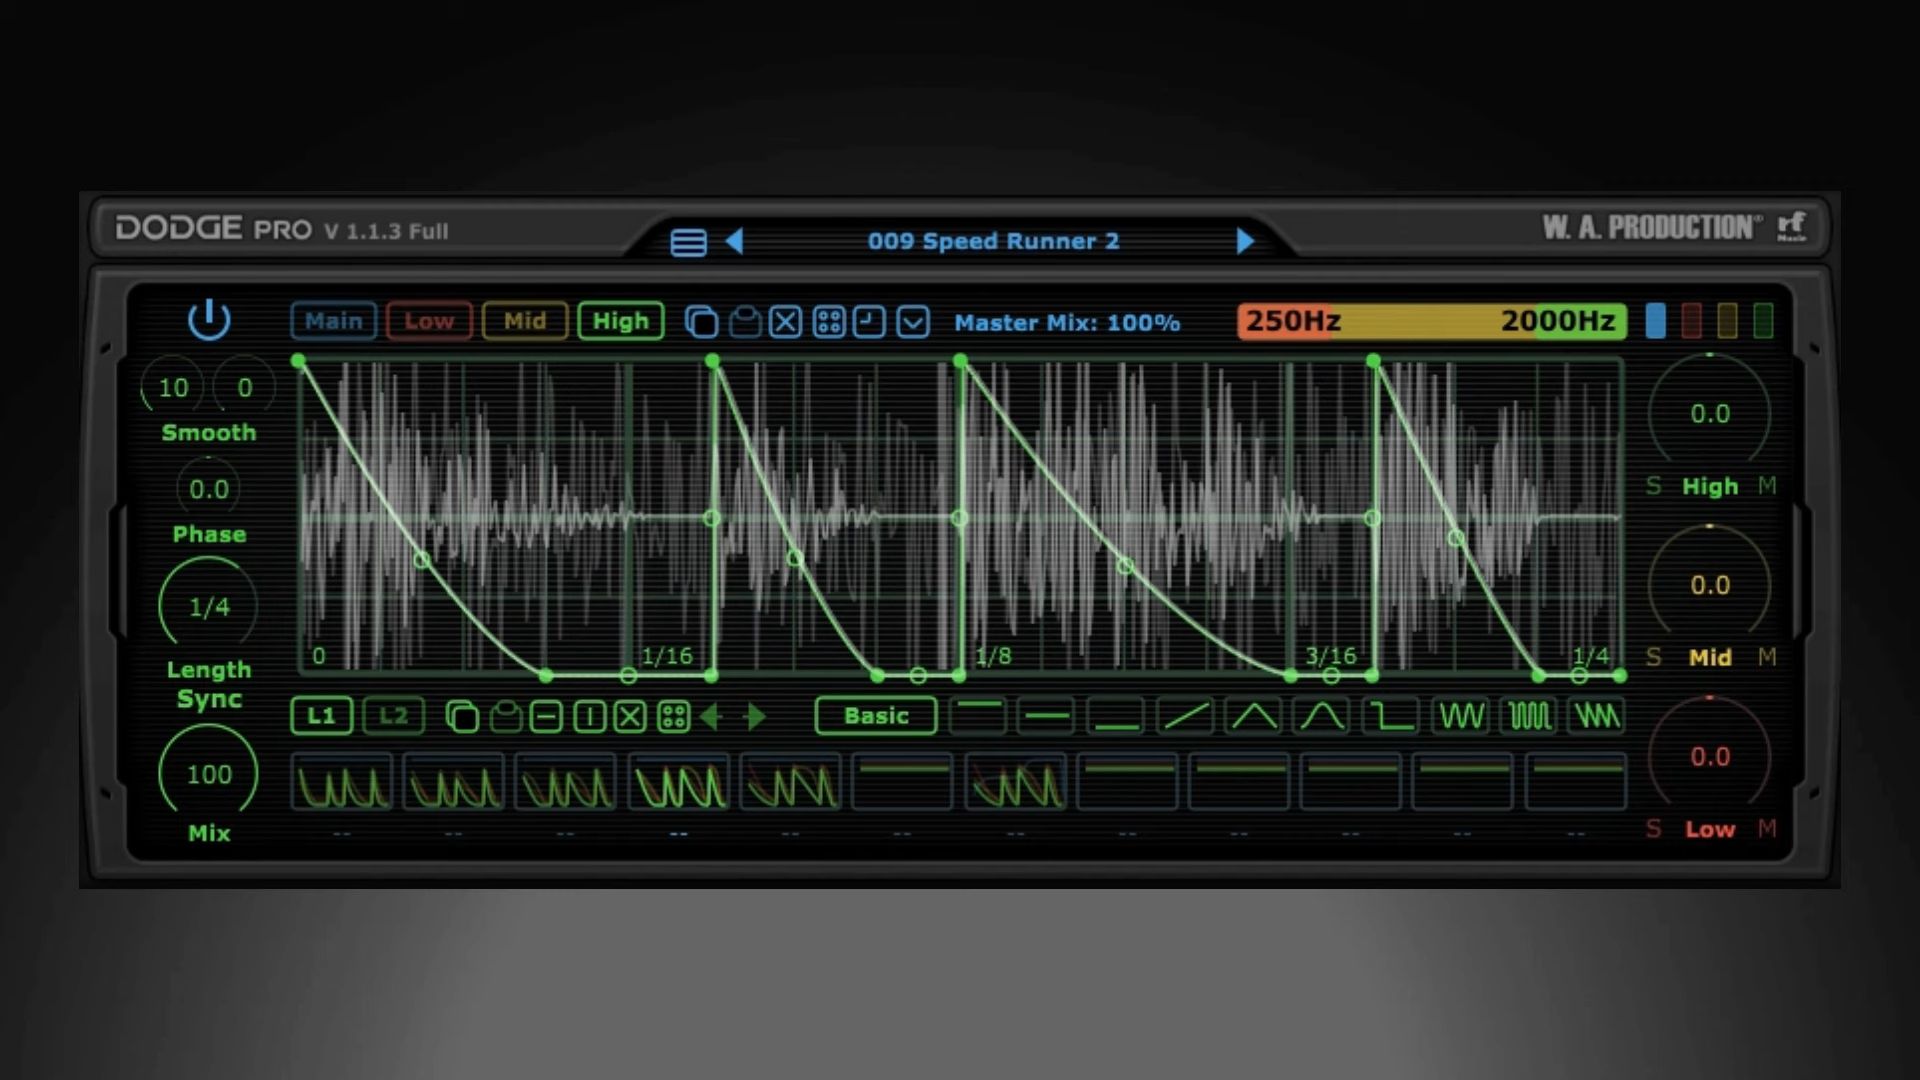 DODGE PRO V 1.1.3 Full
009 Speed Runner 2
W. A. PRODUCTION® rf Music
Main Low Mid High
Master Mix: 100%
250Hz 2000Hz
10 0
Smooth
0.0
Phase
1/4
Length
Sync
100
Mix
0 1/16 1/8 3/16 1/4
L1 L2
Basic
-- -- -- -- -- -- -- -- -- -- -- --
0.0
S High M
0.0
S Mid M
0.0
S Low M